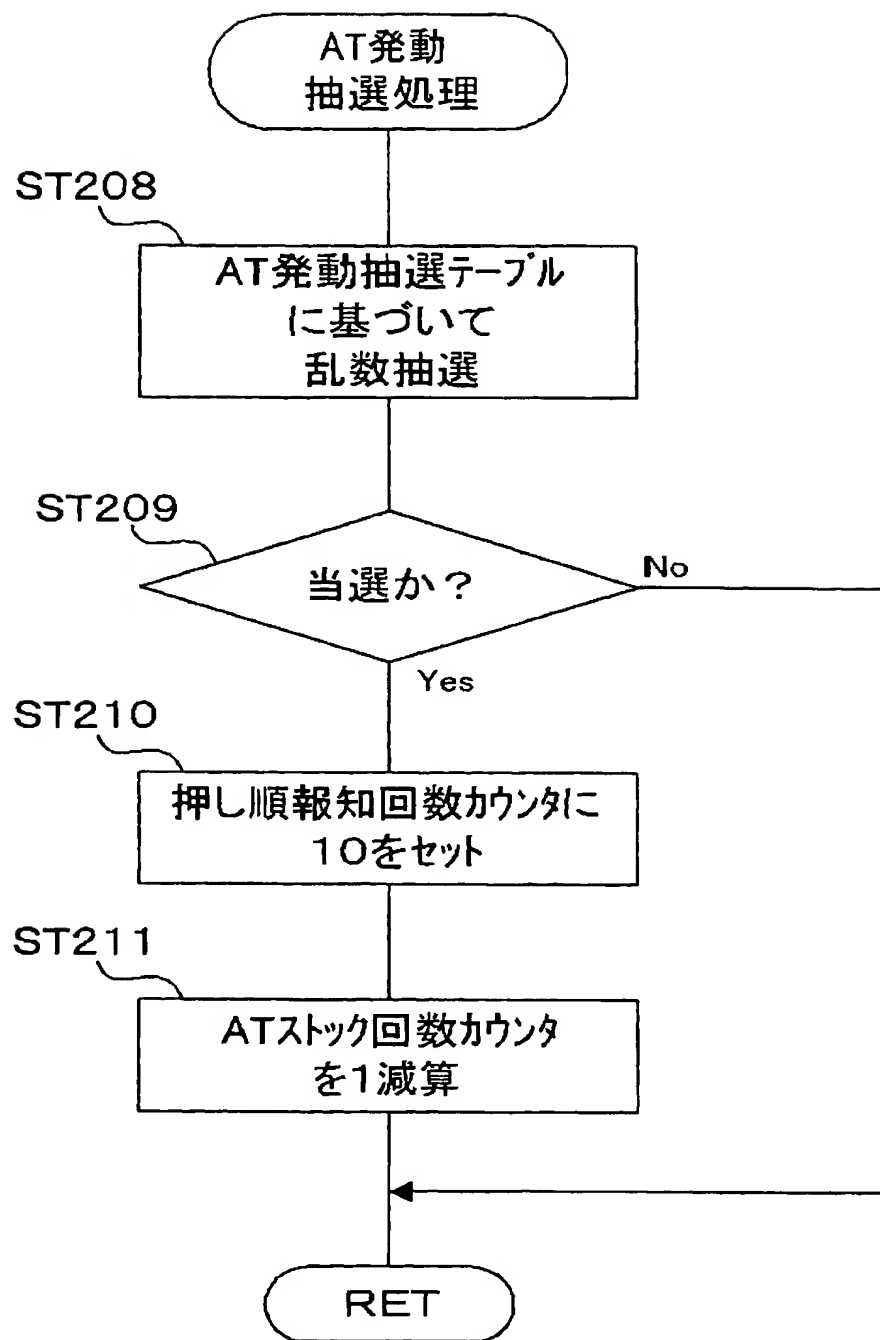 AT発動
抽選処理
ST208
AT発動抽選テーブル
に基づいて
乱数抽選
ST209
当選か？
No
Yes
ST210
押し順報知回数カウンタに
１０をセット
ST211
ATストック回数カウンタ
を１減算
RET